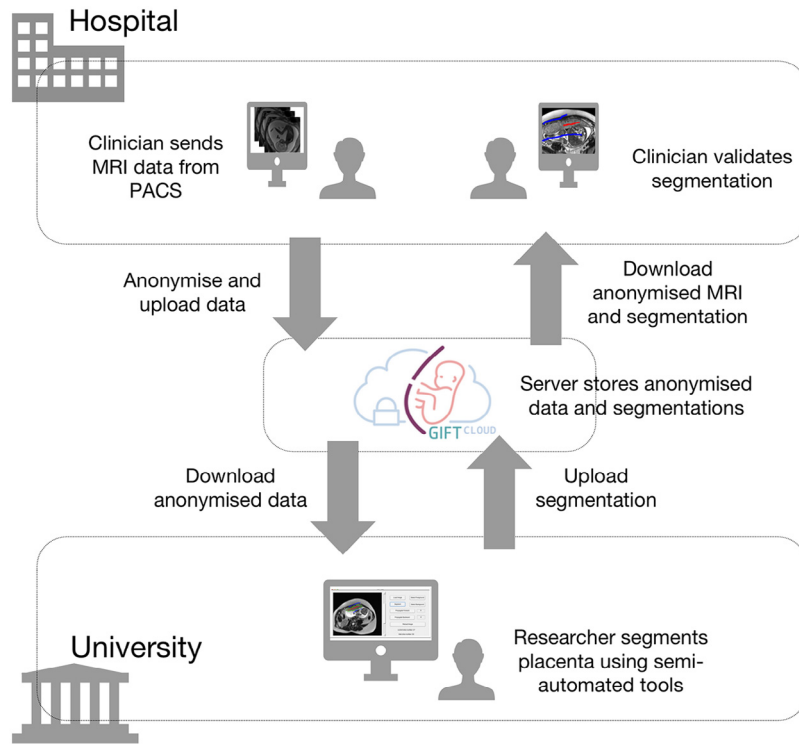 Hospital
Clinician sends
MRI data from
PACS
Clinician validates
segmentation
Anonymise and
upload data
Download
anonymised MRI
and segmentation
GIFTCLOUD
Server stores anonymised
data and segmentations
Download
anonymised data
Upload
segmentation
University
Researcher segments
placenta using semi-
automated tools